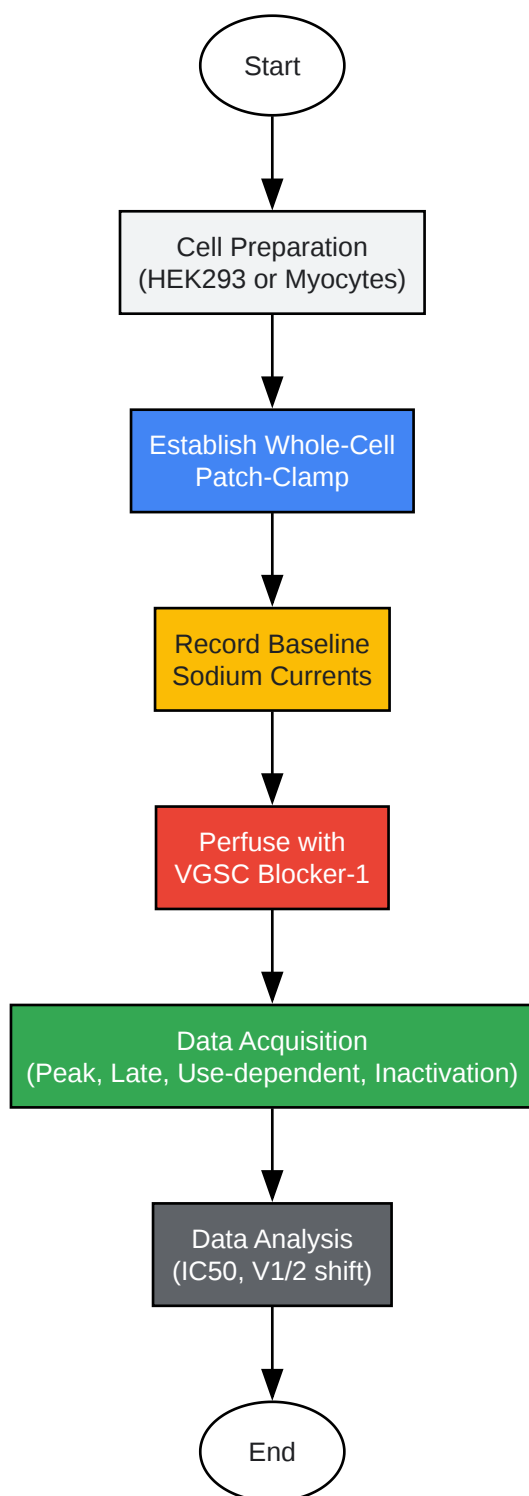 Start
Cell Preparation
(HEK293 or Myocytes)
Establish Whole-Cell
Patch-Clamp
Record Baseline
Sodium Currents
Perfuse with
VGSC Blocker-1
Data Acquisition
(Peak, Late, Use-dependent, Inactivation)
Data Analysis
(IC50, V1/2 shift)
End